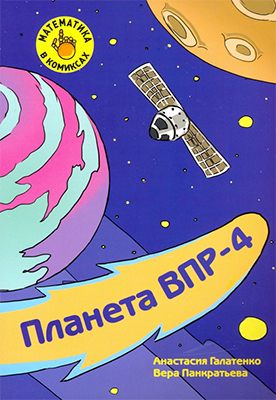 МАТЕМАТИКА
В КОМИКСАХ
Планета ВПР-4
Анастасия Галатенко
Вера Панкратьева